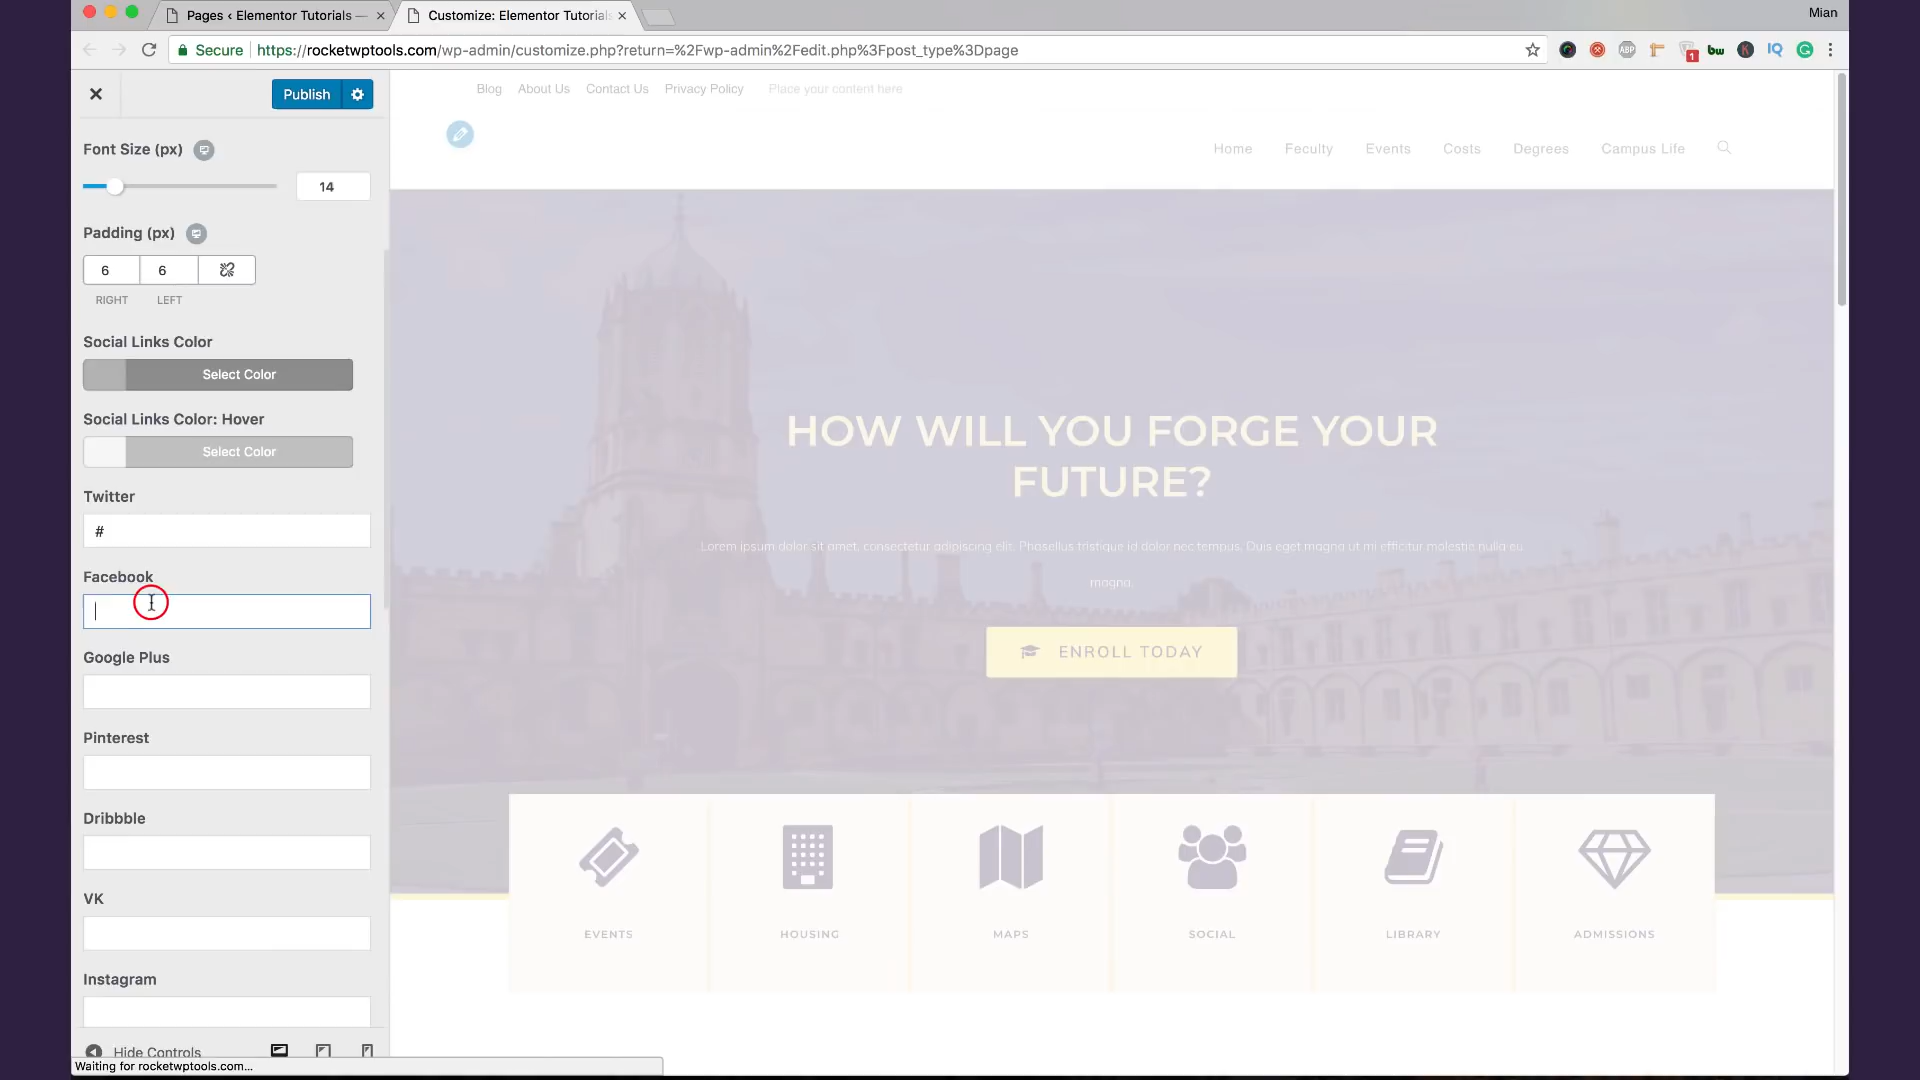 Pages ‹ Elementor Tutorials —
Customize: Elementor Tutorials
Mian
Secure https://rocketwptools.com/wp-admin/customize.php?return=%2Fwp-admin%2Fedit.php%3Fpost_type%3Dpage
ABP
1
bw
K
IQ
Publish
Font Size (px)
14
Padding (px)
6 6
RIGHT LEFT
Social Links Color
Select Color
Social Links Color: Hover
Select Color
Twitter
#
Facebook
Google Plus
Pinterest
Dribbble
VK
Instagram
Hide Controls
Waiting for rocketwptools.com...
Blog About Us Contact Us Privacy Policy Place your content here
Home Feculty Events Costs Degrees Campus Life
HOW WILL YOU FORGE YOUR
FUTURE?
Lorem ipsum dolor sit amet, consectetur adipiscing elit. Phasellus tristique id dolor nec tempus. Duis eget magna ut mi efficitur molestie nulla eu
magna.
ENROLL TODAY
EVENTS HOUSING MAPS SOCIAL LIBRARY ADMISSIONS